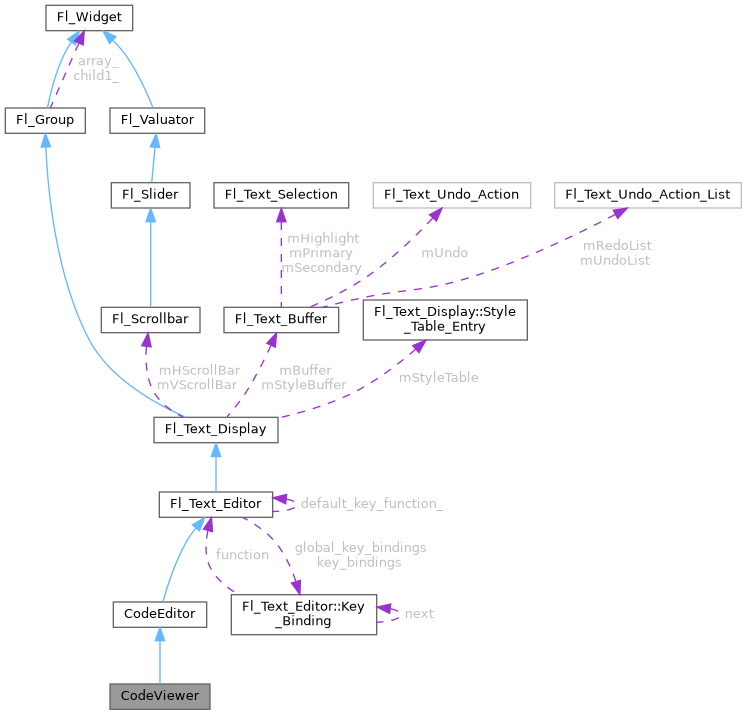 Fl_Widget
array_
child1_
Fl_Group
Fl_Valuator
Fl_Slider
Fl_Text_Selection
Fl_Text_Undo_Action
Fl_Text_Undo_Action_List
mHighlight
mPrimary
mSecondary
mUndo
mRedoList
mUndoList
Fl_Scrollbar
Fl_Text_Buffer
Fl_Text_Display::Style
_Table_Entry
mHScrollBar
mVScrollBar
mBuffer
mStyleBuffer
mStyleTable
Fl_Text_Display
Fl_Text_Editor
default_key_function_
function
global_key_bindings
key_bindings
CodeEditor
Fl_Text_Editor::Key
_Binding
next
CodeViewer